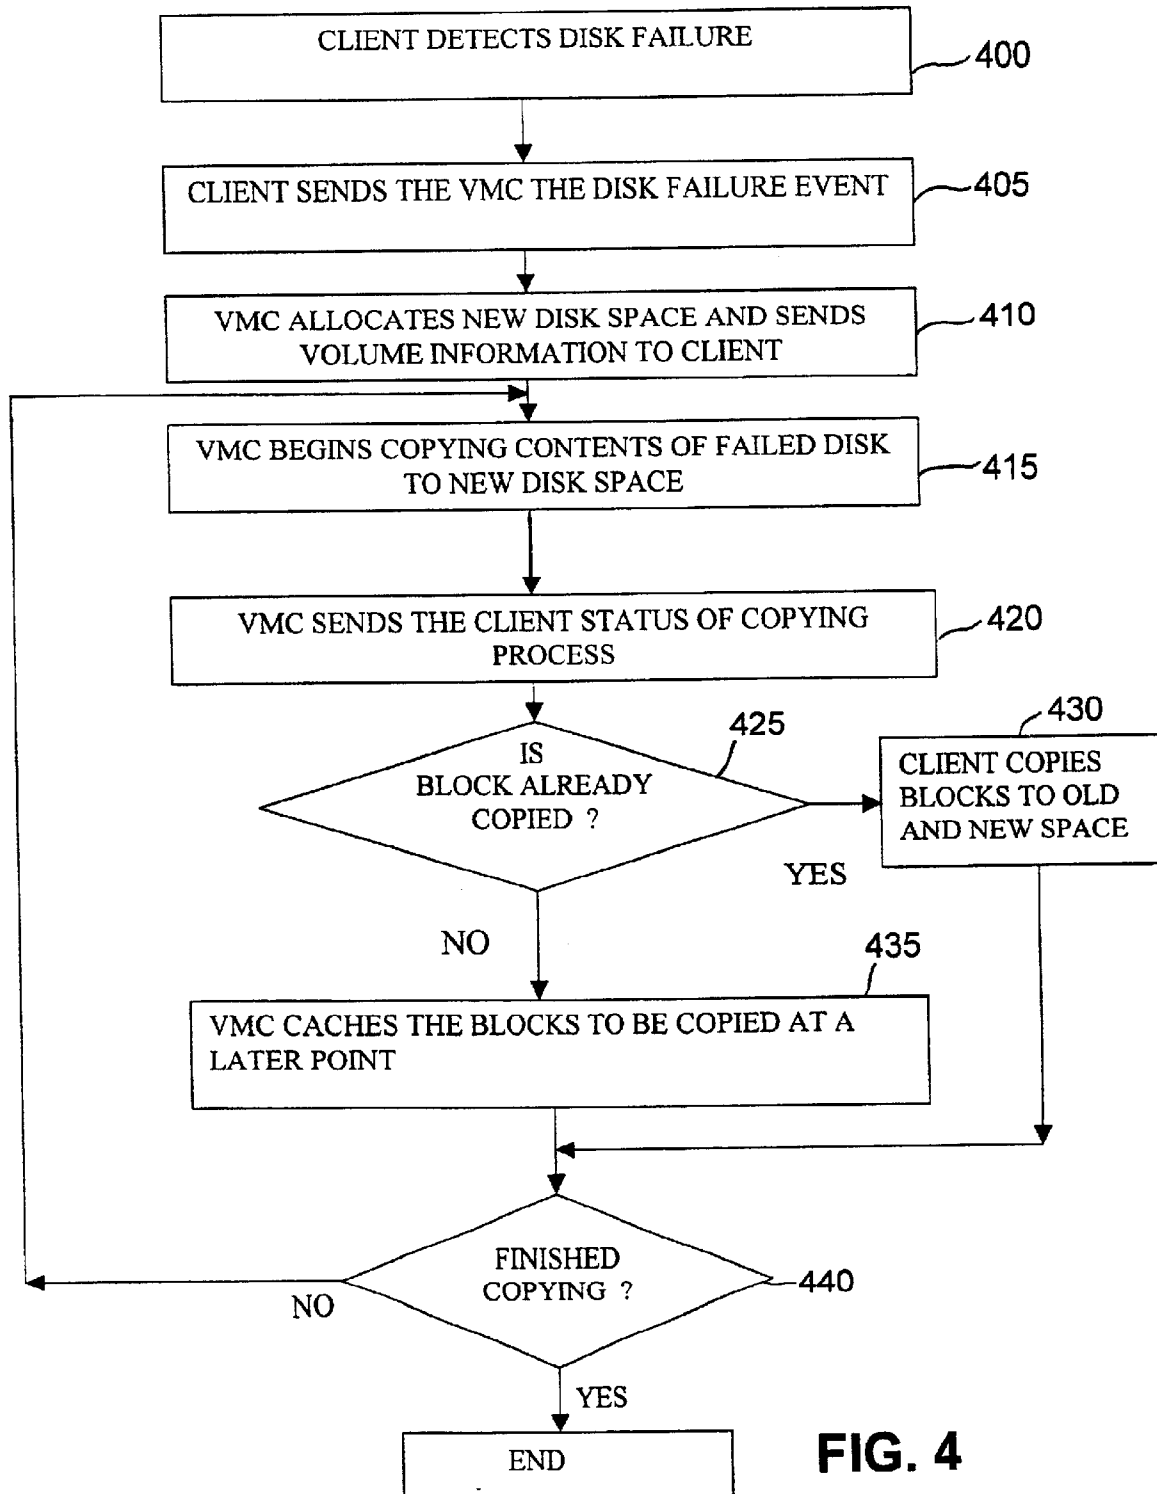 CLIENT DETECTS DISK FAILURE
400
CLIENT SENDS THE VMC THE DISK FAILURE EVENT
405
VMC ALLOCATES NEW DISK SPACE AND SENDS
VOLUME INFORMATION TO CLIENT
410
VMC BEGINS COPYING CONTENTS OF FAILED DISK
TO NEW DISK SPACE
415
VMC SENDS THE CLIENT STATUS OF COPYING
PROCESS
420
IS
BLOCK ALREADY
COPIED ?
425
YES
430
CLIENT COPIES
BLOCKS TO OLD
AND NEW SPACE
NO
435
VMC CACHES THE BLOCKS TO BE COPIED AT A
LATER POINT
FINISHED
COPYING ?
440
NO
YES
END
FIG. 4